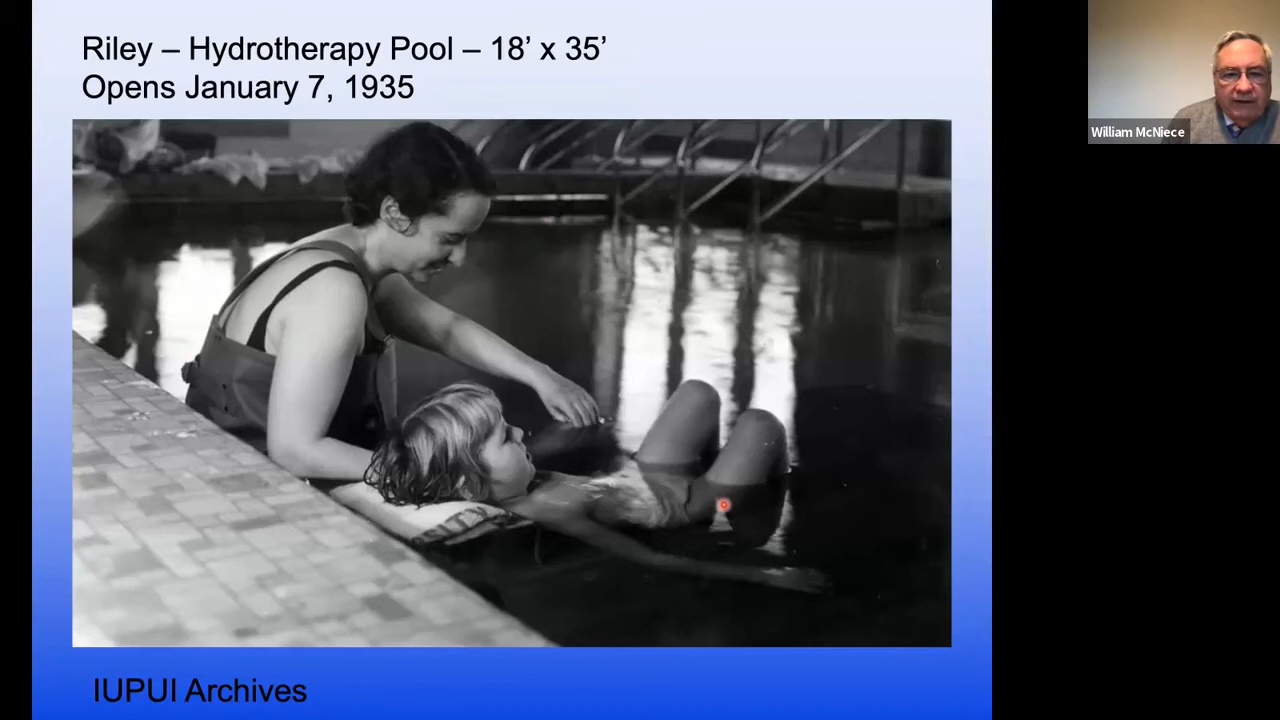 Riley – Hydrotherapy Pool – 18’ x 35’
Opens January 7, 1935
William McNiece
IUPUI Archives